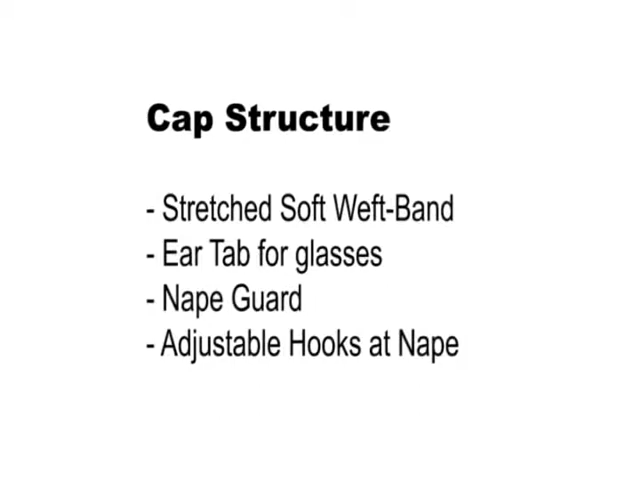 Cap Structure
- Stretched Soft Weft-Band
- Ear Tab for glasses
- Nape Guard
- Adjustable Hooks at Nape